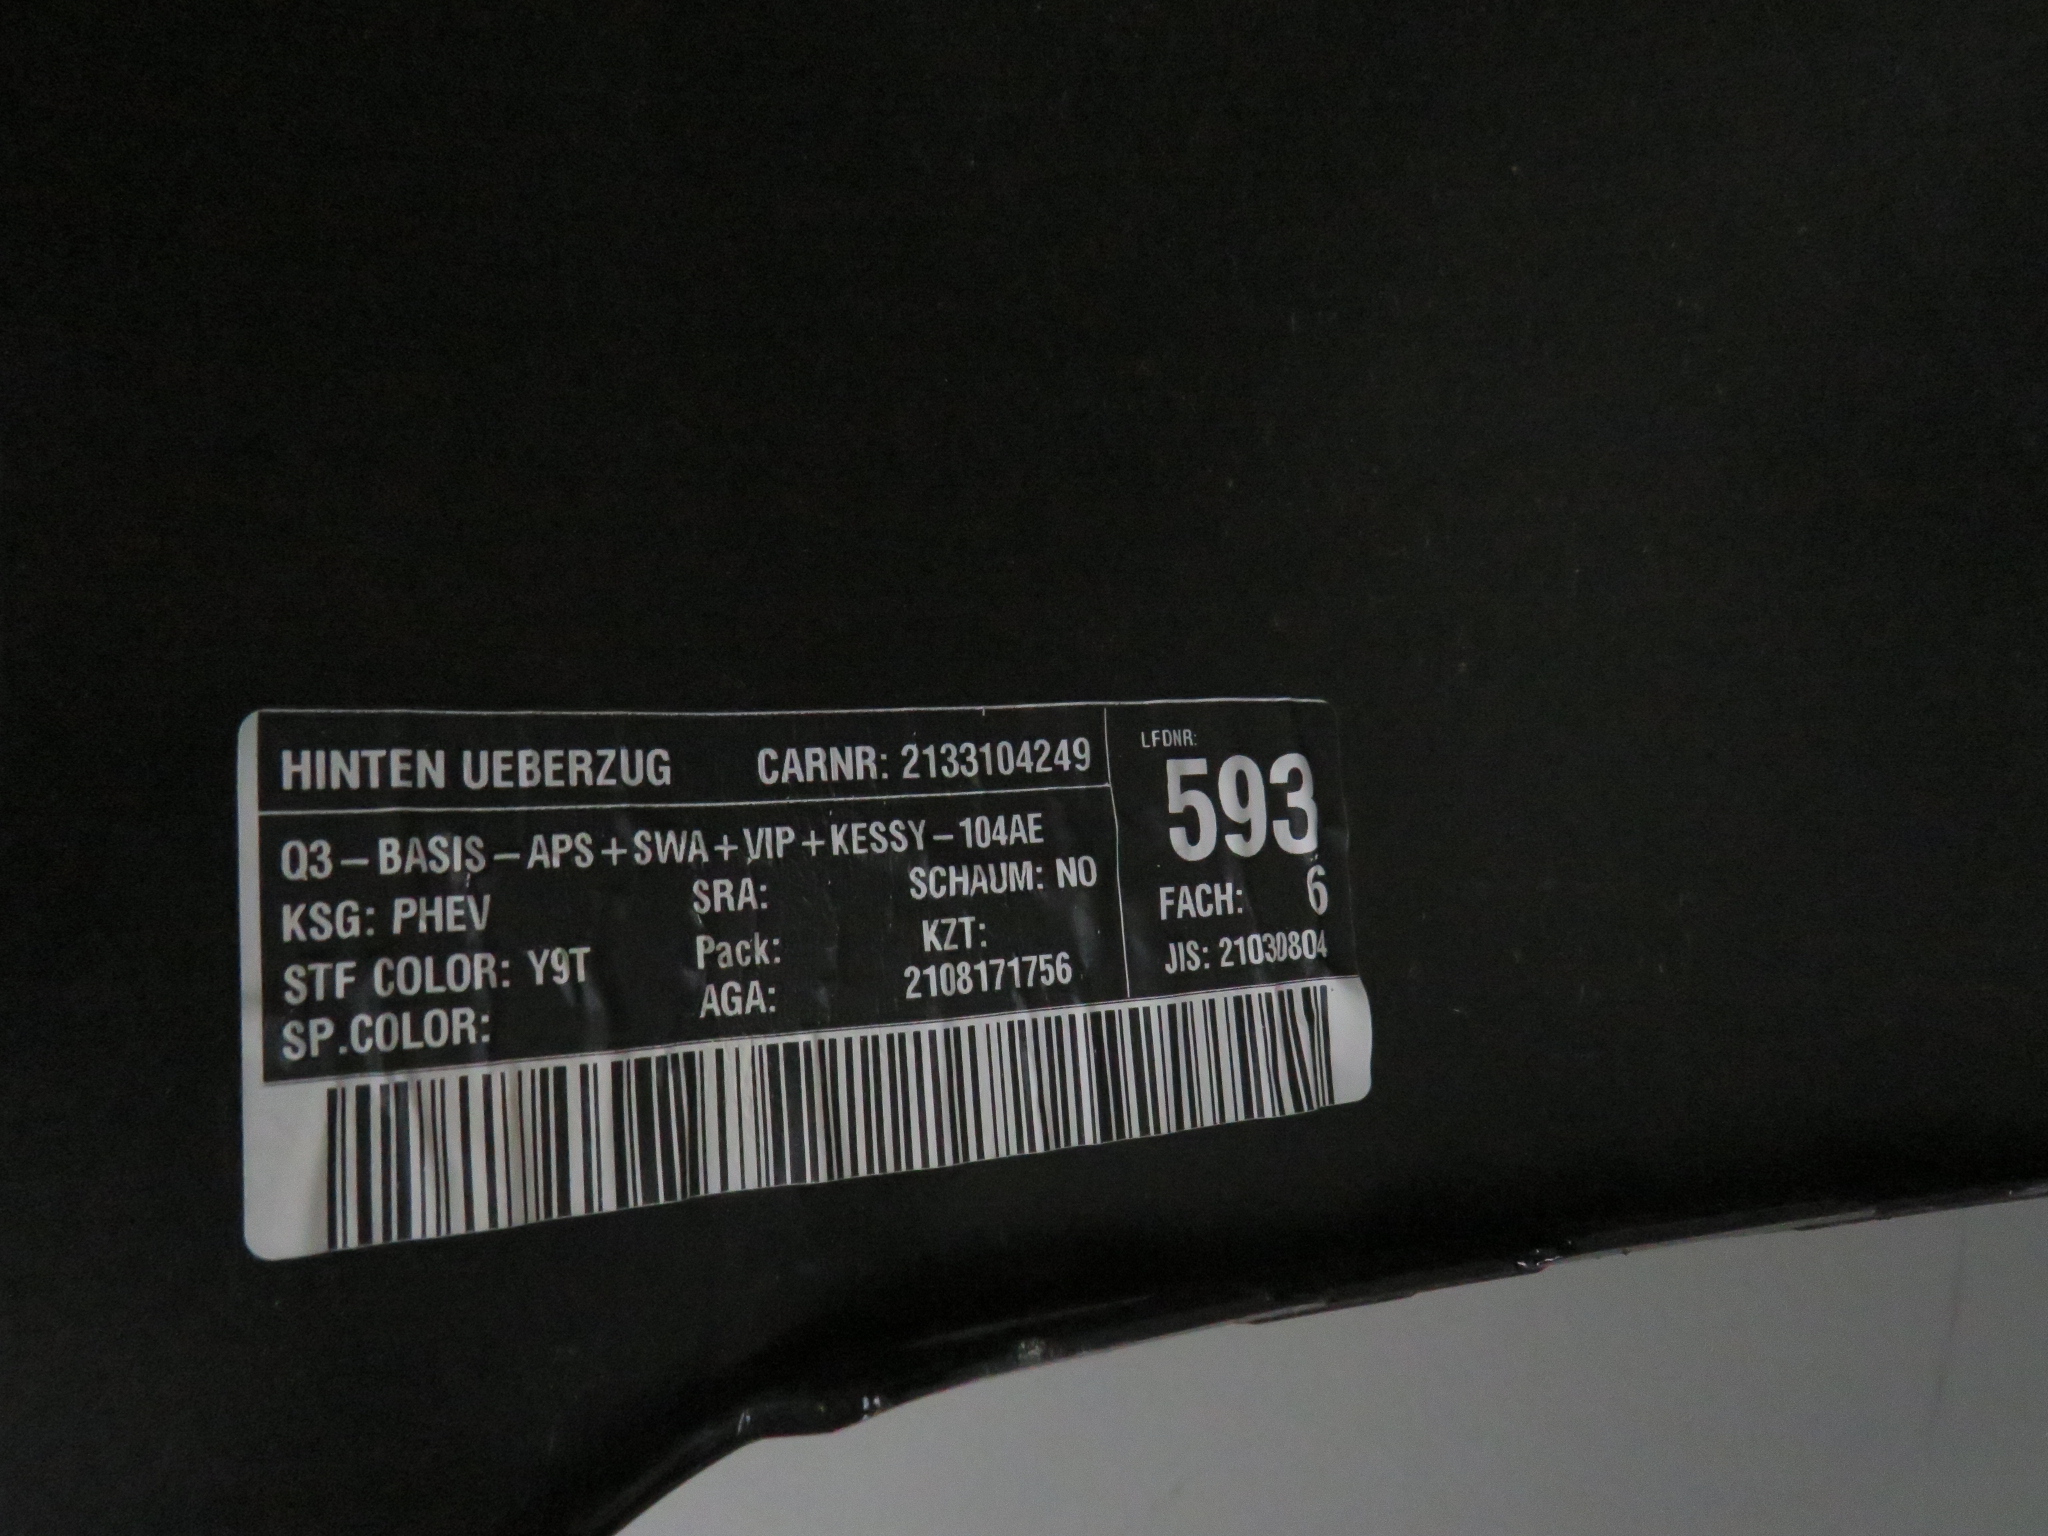 HINTEN UEBERZUG CARNR: 2133104249
Q3-BASIS-APS+SWA+VIP+KESSY-104AE
KSG: PHEV SRA: SCHAUM: NO
STF COLOR: Y9T Pack: KZT:
SP.COLOR: AGA: 2108171756
LFDNR:
593
FACH: 6
JIS: 21030804